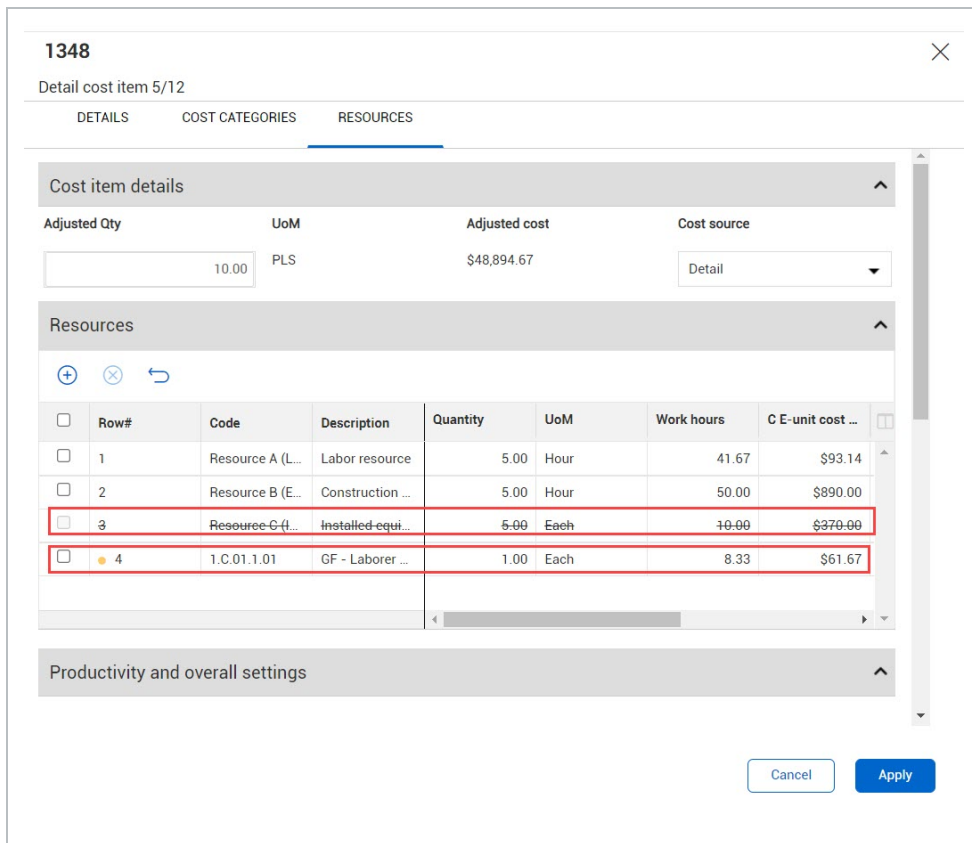 1348
Detail cost item 5/12
DETAILS COST CATEGORIES RESOURCES
Cost item details
Adjusted Qty UoM Adjusted cost Cost source
10.00 PLS $48,894.67 Detail
Resources
Row# Code Description Quantity UoM Work hours C E-unit cost ...
1 Resource A (L... Labor resource 5.00 Hour 41.67 $93.14
2 Resource B (E... Construction ... 5.00 Hour 50.00 $890.00
3 Resource C (I... Installed equi... 5.00 Each 10.00 $370.00
4 1.C.01.1.01 GF - Laborer ... 1.00 Each 8.33 $61.67
Productivity and overall settings
Cancel Apply